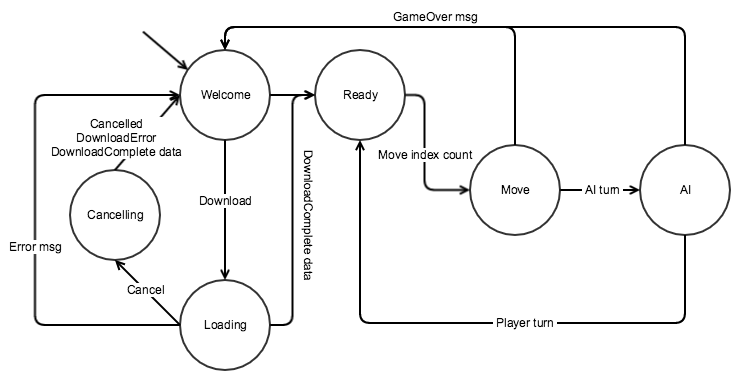 GameOver msg
Welcome
Ready
Cancelled
DownloadError
DownloadComplete data
DownloadComplete data
Move index count
Download
Move
AI turn
AI
Cancelling
Error msg
Cancel
Loading
Player turn